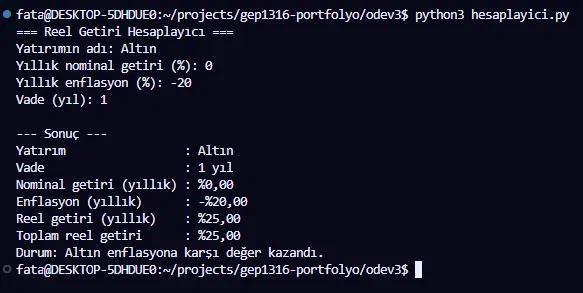 fata@DESKTOP-5DHDUE0:~/projects/gep1316-portfolyo/odev3$ python3 hesaplayici.py
=== Reel Getiri Hesaplayıcı ===
Yatırımın adı: Altın
Yıllık nominal getiri (%): 0
Yıllık enflasyon (%): -20
Vade (yıl): 1

--- Sonuç ---
Yatırım                  : Altın
Vade                     : 1 yıl
Nominal getiri (yıllık) : %0,00
Enflasyon (yıllık)      : -%20,00
Reel getiri (yıllık)    : %25,00
Toplam reel getiri      : %25,00
Durum: Altın enflasyona karşı değer kazandı.
fata@DESKTOP-5DHDUE0:~/projects/gep1316-portfolyo/odev3$